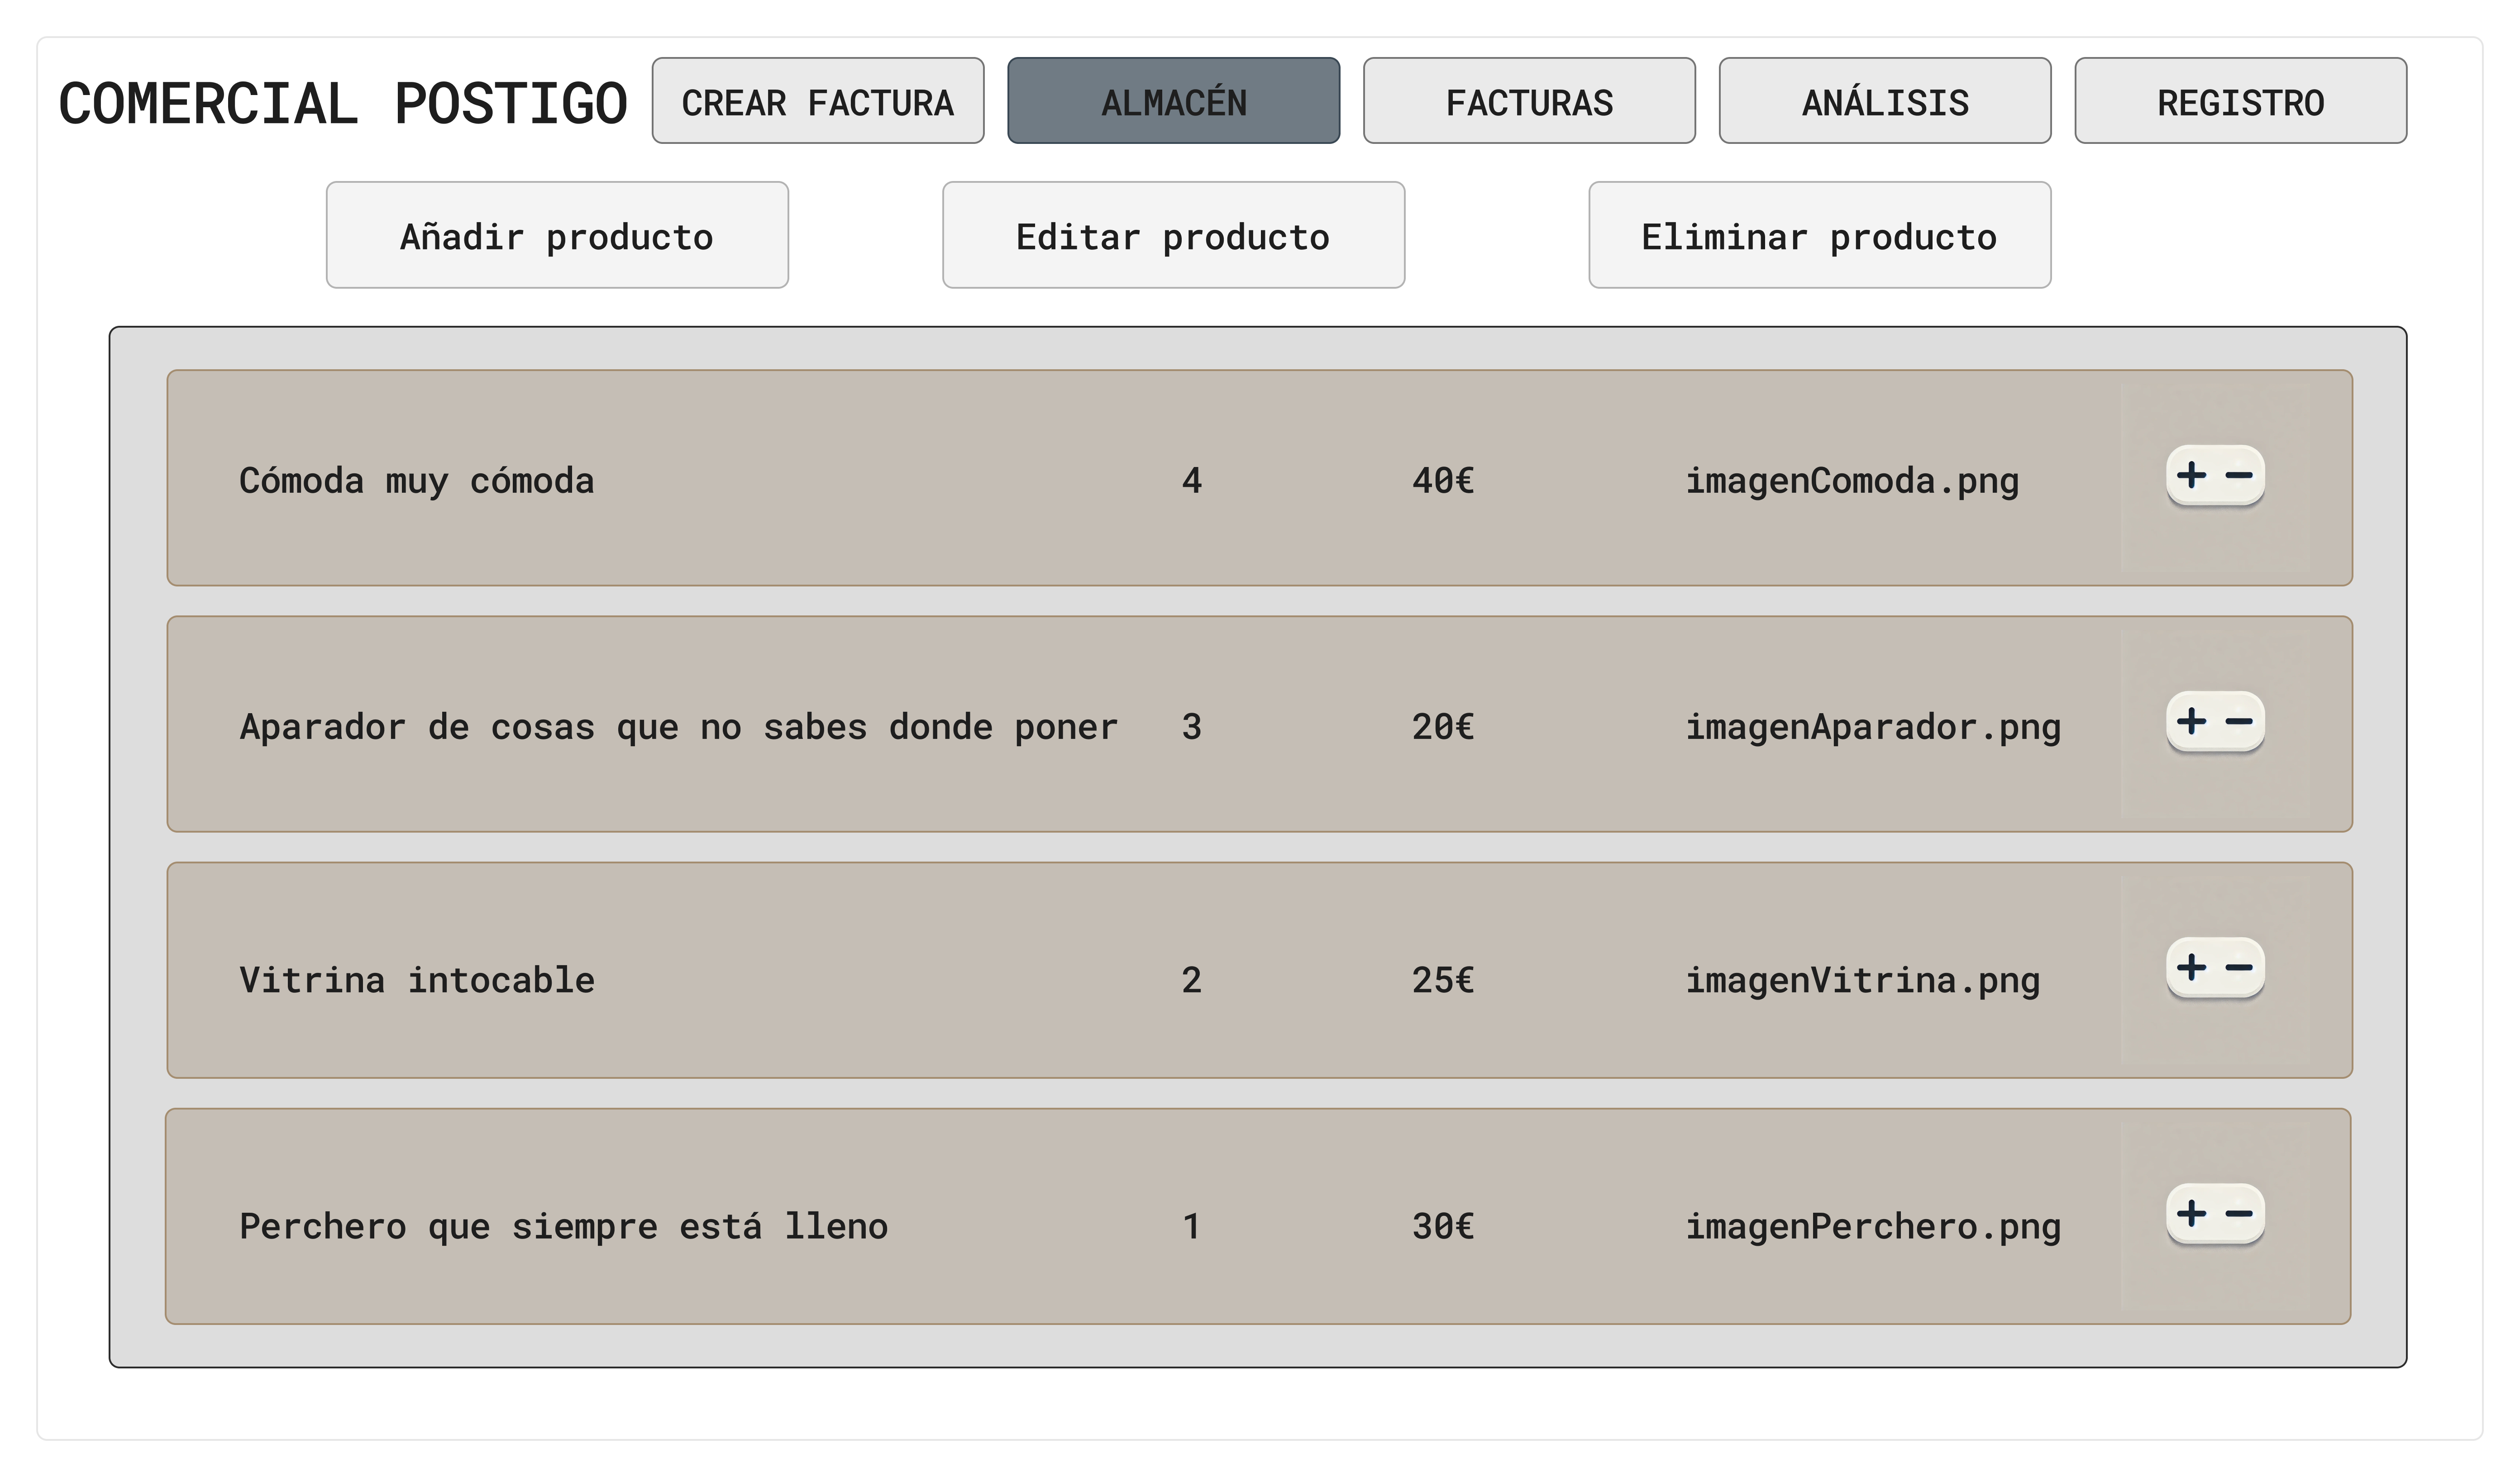 COMERCIAL POSTIGO CREAR FACTURA ALMACÉN FACTURAS ANÁLISIS REGISTRO
Añadir producto Editar producto Eliminar producto
Cómoda muy cómoda 4 40€ imagenComoda.png + −
Aparador de cosas que no sabes donde poner 3 20€ imagenAparador.png + −
Vitrina intocable 2 25€ imagenVitrina.png + −
Perchero que siempre está lleno 1 30€ imagenPerchero.png + −